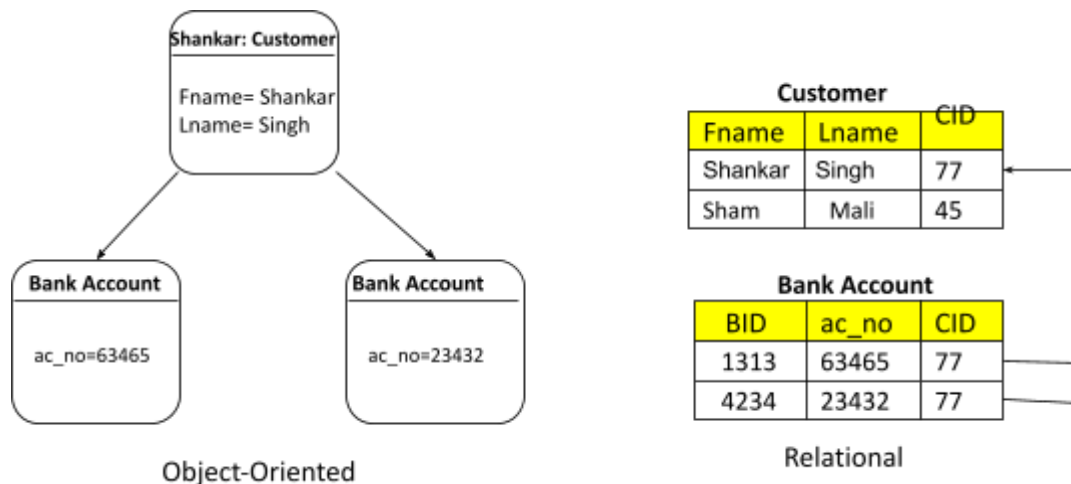 Shankar: Customer
Fname= Shankar
Lname= Singh
Bank Account
ac_no=63465
Bank Account
ac_no=23432
Object-Oriented
Customer
Fname Lname CID
Shankar Singh 77
Sham Mali 45
Bank Account
BID ac_no CID
1313 63465 77
4234 23432 77
Relational